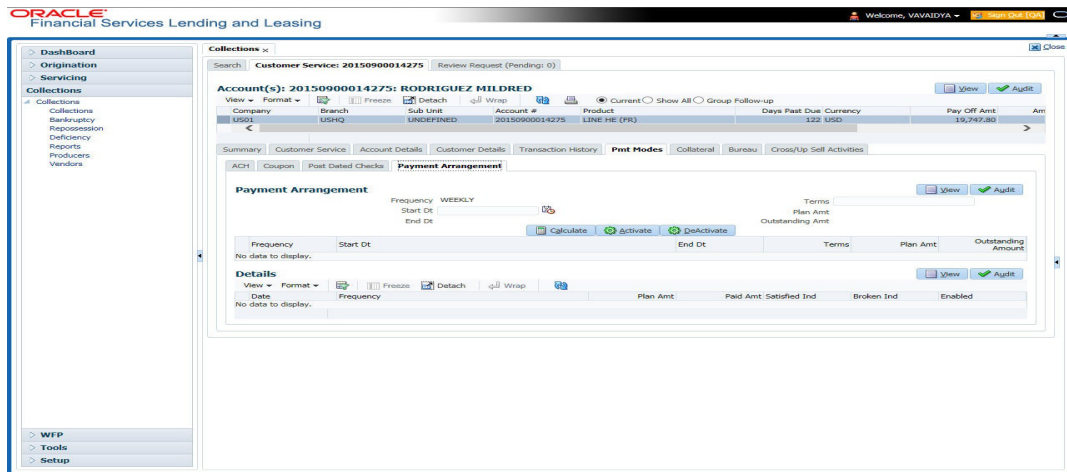 ORACLE
Financial Services Lending and Leasing
Welcome, VAVAIDYA
Sign Out [QA]
Close
DashBoard
Origination
Servicing
Collections
Collections
Collections
Bankruptcy
Repossession
Deficiency
Reports
Producers
Vendors
WFP
Tools
Setup
Collections x
Search Customer Service: 20150900014275 Review Request (Pending: 0)
Account(s): 20150900014275: RODRIGUEZ MILDRED View Audit
View Format Freeze Detach Wrap Current Show All Group Follow-up
Company Branch Sub Unit Account # Product Days Past Due Currency Pay Off Amt Am
US01 USHQ UNDEFINED 20150900014275 LINE HE (FR) 122 USD 19,747.80
Summary Customer Service Account Details Customer Details Transaction History Pmt Modes Collateral Bureau Cross/Up Sell Activities
ACH Coupon Post Dated Checks Payment Arrangement
Payment Arrangement View Audit
Frequency WEEKLY Terms
Start Dt Plan Amt
End Dt Outstanding Amt
Calculate Activate DeActivate
Frequency Start Dt End Dt Terms Plan Amt Outstanding Amount
No data to display.
Details View Audit
View Format Freeze Detach Wrap
Date Frequency Plan Amt Paid Amt Satisfied Ind Broken Ind Enabled
No data to display.